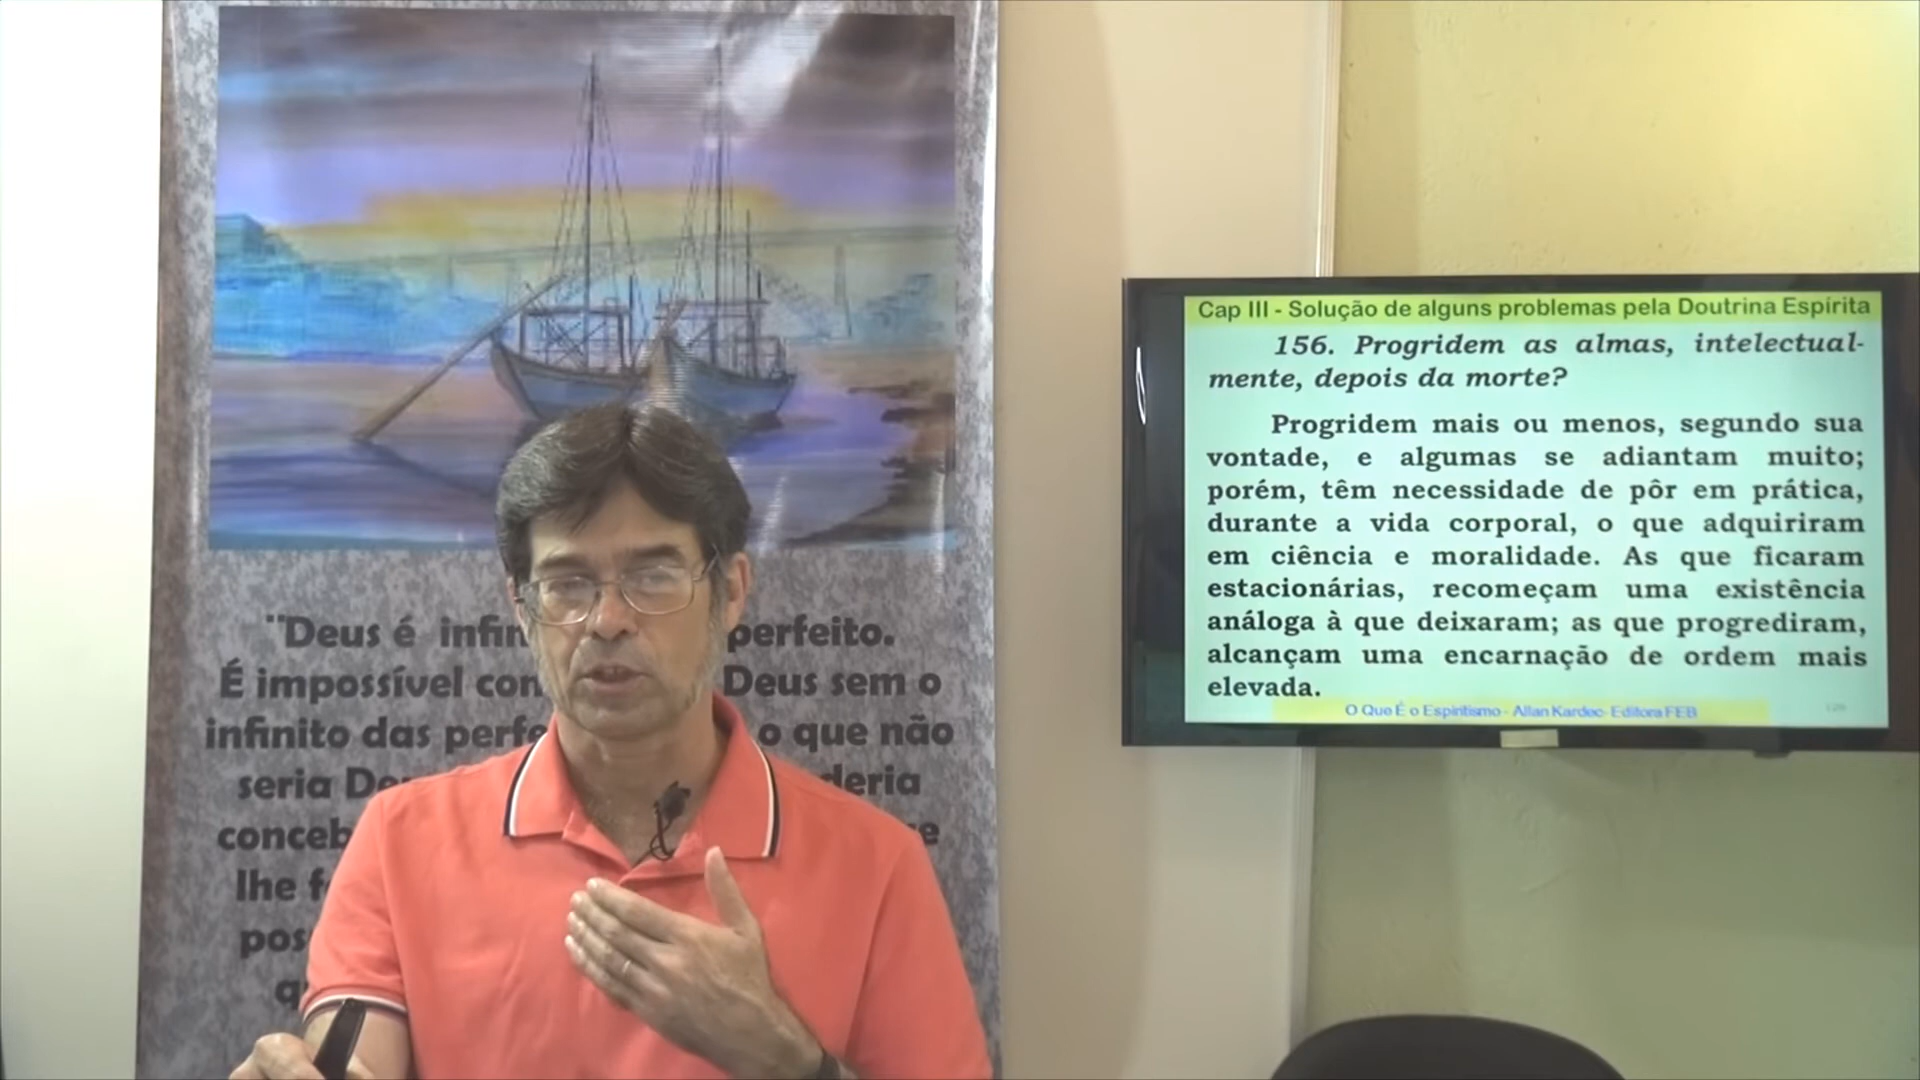 ¨Deus é infin perfeito.
É impossível con Deus sem o
infinito das perfe o que não
seria De deria
conceb e
lhe f
pos
q
Cap III - Solução de alguns problemas pela Doutrina Espírita
156. Progridem as almas, intelectual-
mente, depois da morte?
Progridem mais ou menos, segundo sua
vontade, e algumas se adiantam muito;
porém, têm necessidade de pôr em prática,
durante a vida corporal, o que adquiriram
em ciência e moralidade. As que ficaram
estacionárias, recomeçam uma existência
análoga à que deixaram; as que progrediram,
alcançam uma encarnação de ordem mais
elevada.
O Que É o Espiritismo - Allan Kardec- Editora FEB